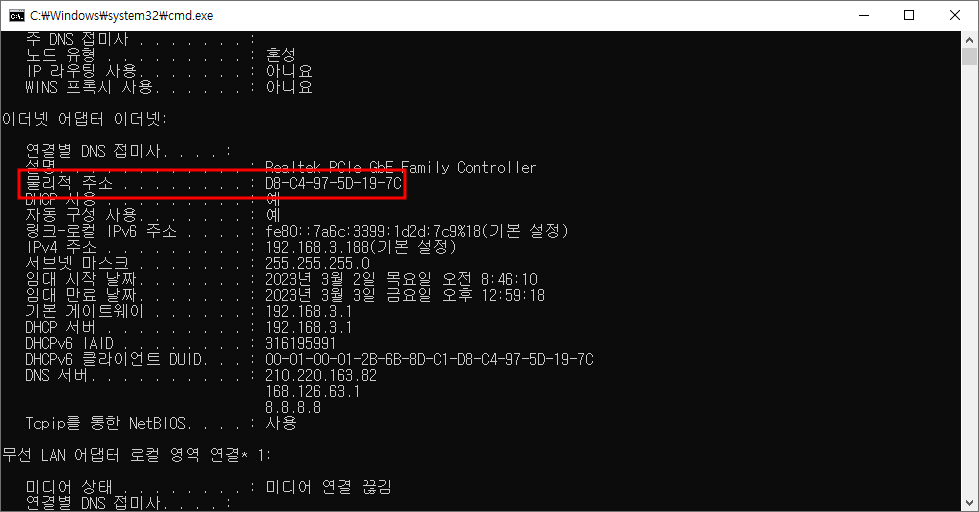 C:₩Windows₩system32₩cmd.exe
주 DNS 접미사 . . . . . . . . :
노드 유형 . . . . . . . . . . : 혼성
IP 라우팅 사용. . . . . . . . : 아니요
WINS 프록시 사용. . . . . . . : 아니요
이더넷 어댑터 이더넷:
연결별 DNS 접미사. . . . :
설명. . . . . . . . . . . . : Realtek PCIe GbE Family Controller
물리적 주소 . . . . . . . . : D8-C4-97-5D-19-7C
DHCP 사용 . . . . . . . . . : 예
자동 구성 사용. . . . . . . : 예
링크-로컬 IPv6 주소 . . . . : fe80::7a6c:3399:1d2d:7c9%18(기본 설정)
IPv4 주소 . . . . . . . . . : 192.168.3.188(기본 설정)
서브넷 마스크 . . . . . . . : 255.255.255.0
임대 시작 날짜. . . . . . . : 2023년 3월 2일 목요일 오전 8:46:10
임대 만료 날짜. . . . . . . : 2023년 3월 3일 금요일 오후 12:59:18
기본 게이트웨이 . . . . . . : 192.168.3.1
DHCP 서버 . . . . . . . . . : 192.168.3.1
DHCPv6 IAID . . . . . . . . : 316195991
DHCPv6 클라이언트 DUID. . . : 00-01-00-01-2B-6B-8D-C1-D8-C4-97-5D-19-7C
DNS 서버. . . . . . . . . . : 210.220.163.82
168.126.63.1
8.8.8.8
Tcpip를 통한 NetBIOS. . . . : 사용
무선 LAN 어댑터 로컬 영역 연결* 1:
미디어 상태 . . . . . . . . : 미디어 연결 끊김
연결별 DNS 접미사. . . . :